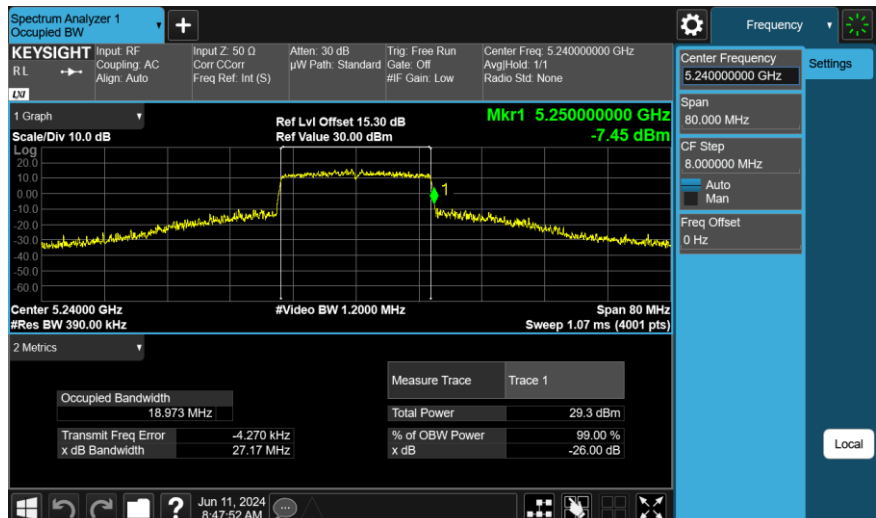 Spectrum Analyzer 1
Occupied BW
+
Frequency
KEYSIGHT
RL
LXI
Input: RF
Coupling: AC
Align: Auto
Input Z: 50 Ω
Corr CCorr
Freq Ref: Int (S)
Atten: 30 dB
µW Path: Standard
Trig: Free Run
Gate: Off
#IF Gain: Low
Center Freq: 5.240000000 GHz
Avg|Hold: 1/1
Radio Std: None
Center Frequency
5.240000000 GHz
Settings
Span
80.000 MHz
CF Step
8.000000 MHz
Auto
Man
Freq Offset
0 Hz
Local
1 Graph
Scale/Div 10.0 dB
Ref Lvl Offset 15.30 dB
Ref Value 30.00 dBm
Mkr1 5.250000000 GHz
-7.45 dBm
Log
20.0
10.0
0.00
-10.0
-20.0
-30.0
-40.0
-50.0
-60.0
1
Center 5.24000 GHz
#Res BW 390.00 kHz
#Video BW 1.2000 MHz
Span 80 MHz
Sweep 1.07 ms (4001 pts)
2 Metrics
Measure Trace Trace 1
Occupied Bandwidth
18.973 MHz
Total Power 29.3 dBm
Transmit Freq Error -4.270 kHz
% of OBW Power 99.00 %
x dB Bandwidth 27.17 MHz
x dB -26.00 dB
?
Jun 11, 2024
8:47:52 AM